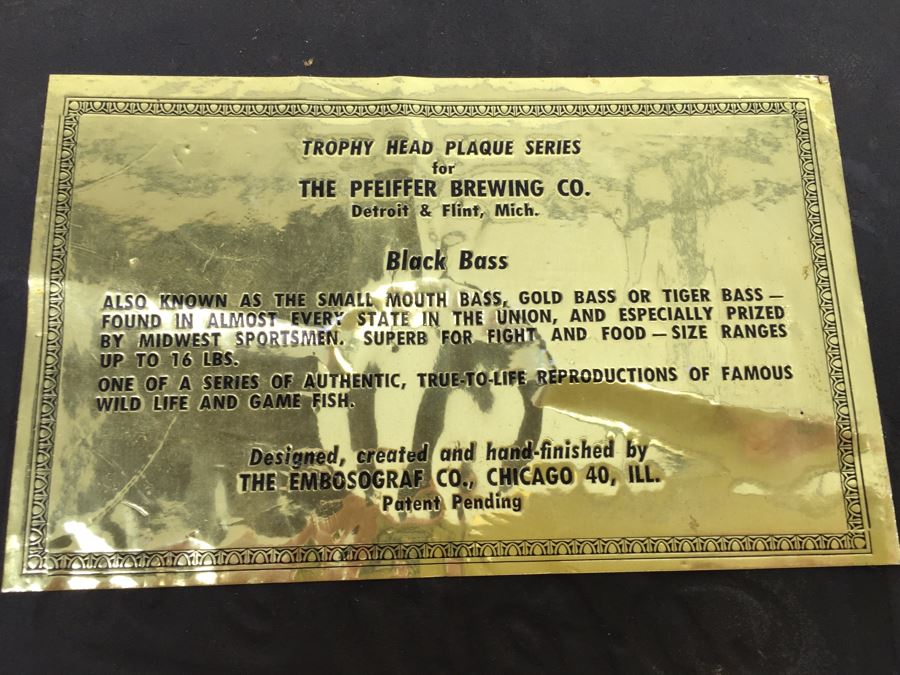 TROPHY HEAD PLAQUE SERIES
for
THE PFEIFFER BREWING CO.
Detroit & Flint, Mich.
Black Bass
ALSO KNOWN AS THE SMALL MOUTH BASS, GOLD BASS OR TIGER BASS —
FOUND IN ALMOST EVERY STATE IN THE UNION, AND ESPECIALLY PRIZED
BY MIDWEST SPORTSMEN. SUPERB FOR FIGHT AND FOOD — SIZE RANGES
UP TO 16 LBS.
ONE OF A SERIES OF AUTHENTIC, TRUE-TO-LIFE REPRODUCTIONS OF FAMOUS
WILD LIFE AND GAME FISH.
Designed, created and hand-finished by
THE EMBOSOGRAF CO., CHICAGO 40, ILL.
Patent Pending